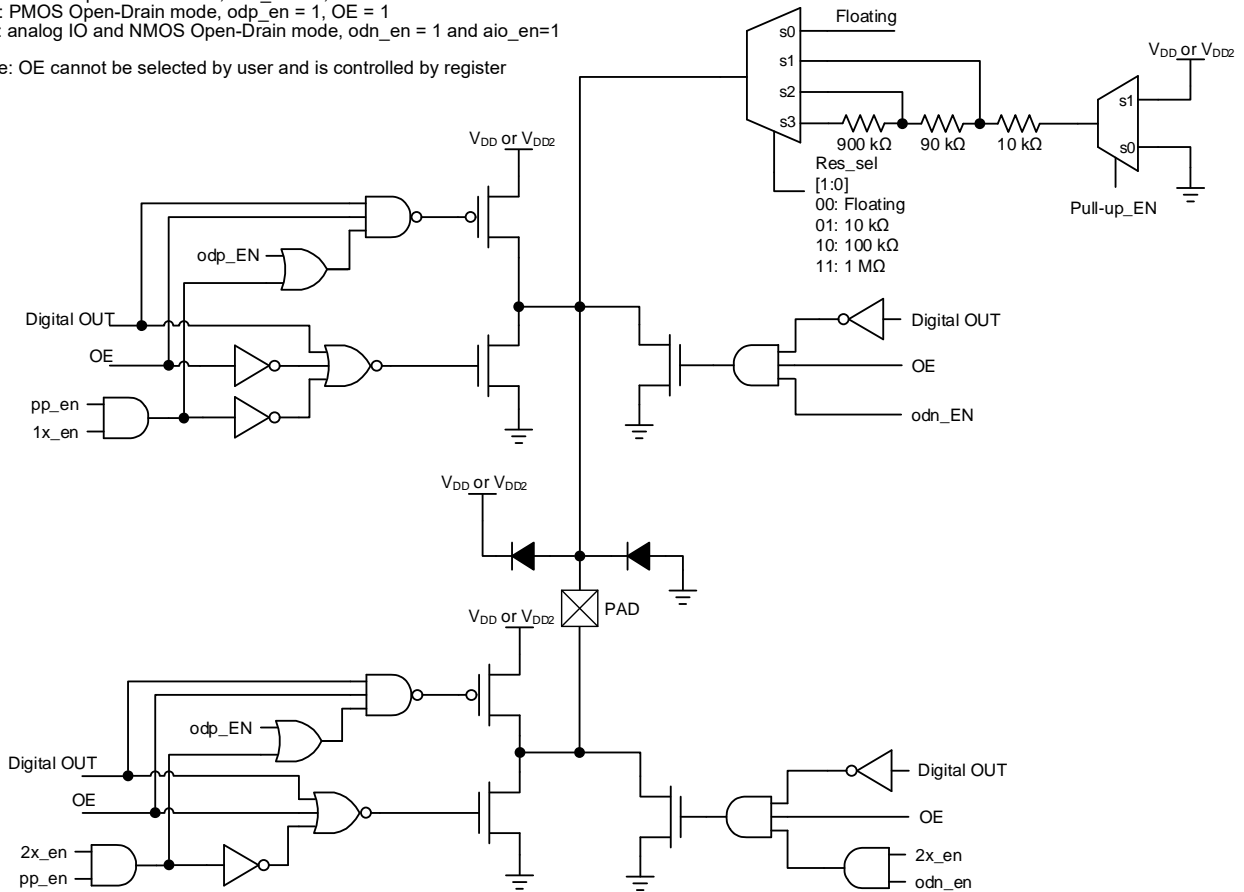 : PMOS Open-Drain mode, odp_en = 1, OE = 1
: analog IO and NMOS Open-Drain mode, odn_en = 1 and aio_en=1
e: OE cannot be selected by user and is controlled by register
Floating
s0
s1
s2
s3
900 kΩ
90 kΩ
10 kΩ
VDD or VDD2
s1
s0
Pull-up_EN
Res_sel
[1:0]
00: Floating
01: 10 kΩ
10: 100 kΩ
11: 1 MΩ
VDD or VDD2
odp_EN
Digital OUT
OE
pp_en
1x_en
Digital OUT
OE
odn_EN
VDD or VDD2
PAD
VDD or VDD2
odp_EN
Digital OUT
OE
2x_en
pp_en
Digital OUT
OE
2x_en
odn_en